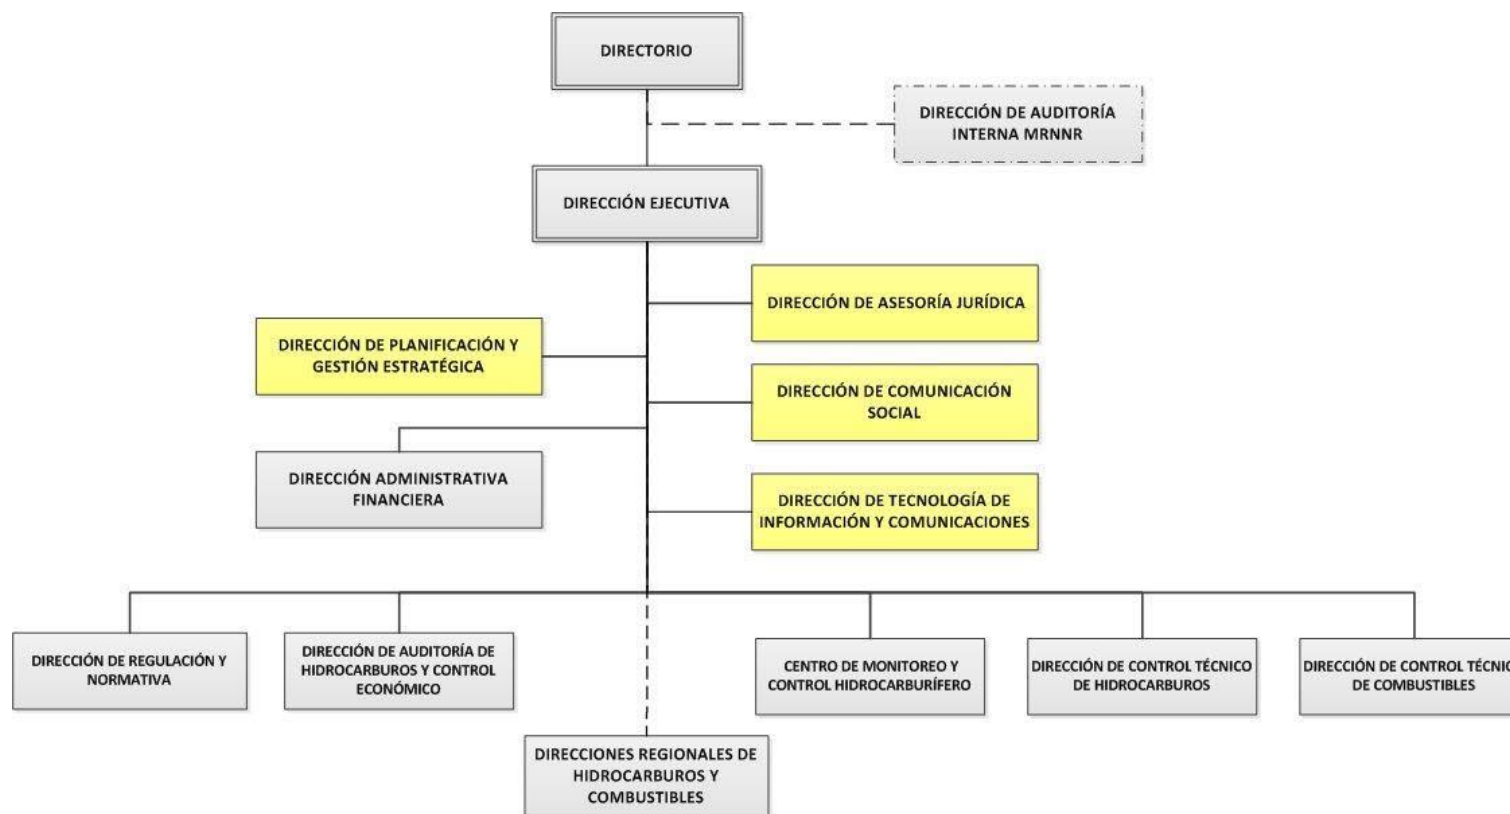 DIRECTORIO
DIRECCIÓN DE AUDITORÍA
INTERNA MRNNR
DIRECCIÓN EJECUTIVA
DIRECCIÓN DE ASESORÍA JURÍDICA
DIRECCIÓN DE PLANIFICACIÓN Y
GESTIÓN ESTRATÉGICA
DIRECCIÓN DE COMUNICACIÓN
SOCIAL
DIRECCIÓN ADMINISTRATIVA
FINANCIERA
DIRECCIÓN DE TECNOLOGÍA DE
INFORMACIÓN Y COMUNICACIONES
DIRECCIÓN DE REGULACIÓN Y
NORMATIVA
DIRECCIÓN DE AUDITORÍA DE
HIDROCARBUROS Y CONTROL
ECONÓMICO
CENTRO DE MONITOREO Y
CONTROL HIDROCARBURÍFERO
DIRECCIÓN DE CONTROL TÉCNICO
DE HIDROCARBUROS
DIRECCIÓN DE CONTROL TÉCNIC
DE COMBUSTIBLES
DIRECCIONES REGIONALES DE
HIDROCARBUROS Y
COMBUSTIBLES